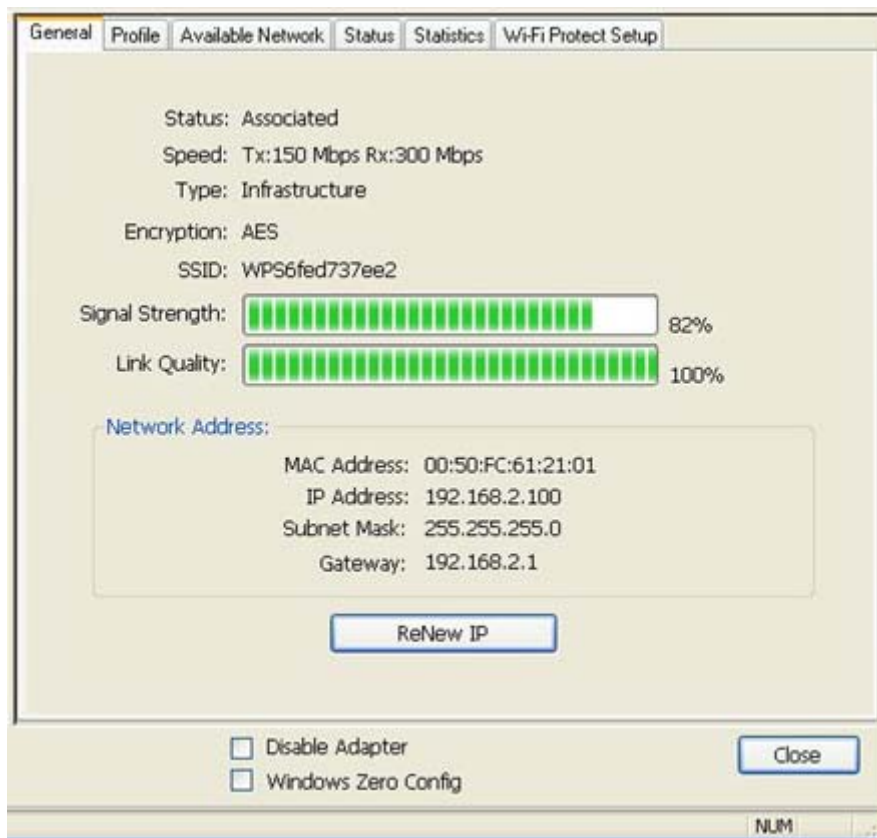 General Profile Available Network Status Statistics Wi-Fi Protect Setup
Status: Associated
Speed: Tx:150 Mbps Rx:300 Mbps
Type: Infrastructure
Encryption: AES
SSID: WPS6fed737ee2
Signal Strength: 82%
Link Quality: 100%
Network Address:
MAC Address: 00:50:FC:61:21:01
IP Address: 192.168.2.100
Subnet Mask: 255.255.255.0
Gateway: 192.168.2.1
ReNew IP
Disable Adapter
Windows Zero Config
Close
NUM